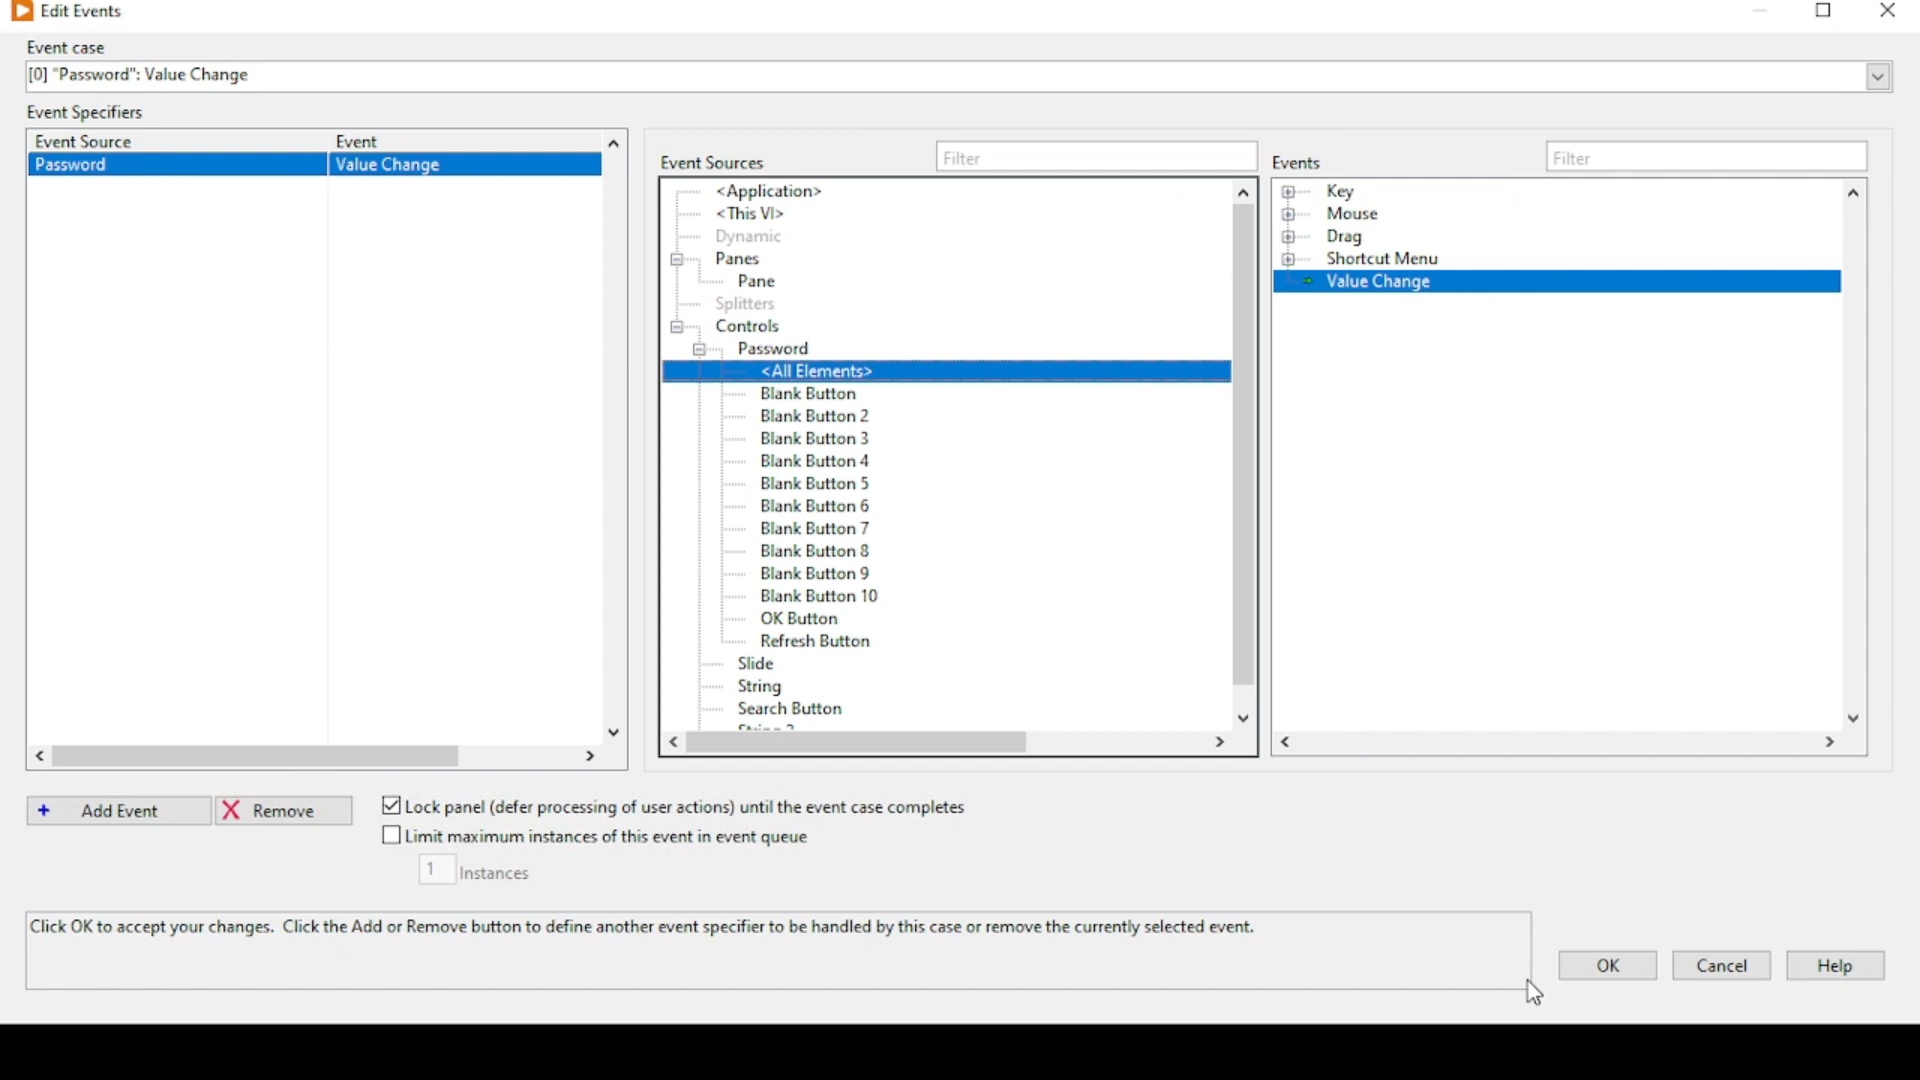 Edit Events
Event case
[0] "Password": Value Change
Event Specifiers
Event Source Event
Password Value Change
Event Sources
Filter
<Application>
<This VI>
Dynamic
Panes
Pane
Splitters
Controls
Password
<All Elements>
Blank Button
Blank Button 2
Blank Button 3
Blank Button 4
Blank Button 5
Blank Button 6
Blank Button 7
Blank Button 8
Blank Button 9
Blank Button 10
OK Button
Refresh Button
Slide
String
Search Button
Events
Filter
Key
Mouse
Drag
Shortcut Menu
Value Change
Add Event
Remove
Lock panel (defer processing of user actions) until the event case completes
Limit maximum instances of this event in event queue
1 Instances
Click OK to accept your changes. Click the Add or Remove button to define another event specifier to be handled by this case or remove the currently selected event.
OK
Cancel
Help